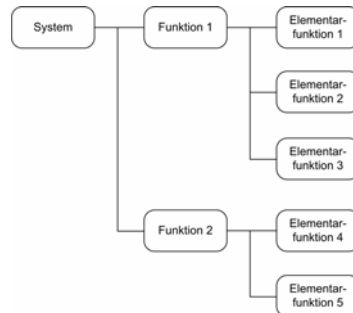 System
Funktion 1
Elementar-
funktion 1
Elementar-
funktion 2
Elementar-
funktion 3
Funktion 2
Elementar-
funktion 4
Elementar-
funktion 5